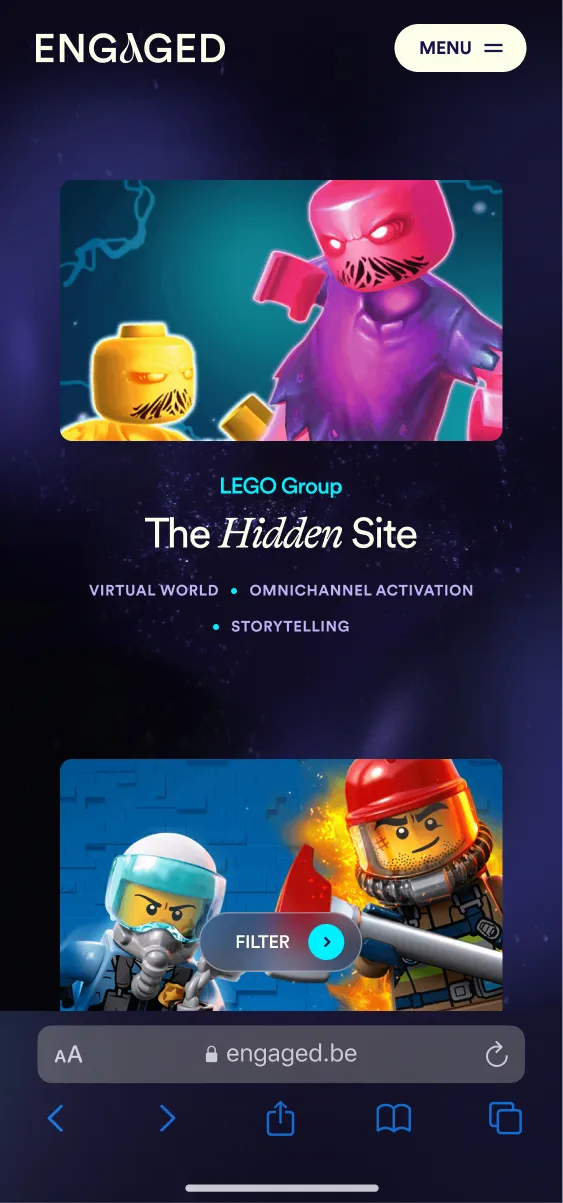 ENGAGED
MENU
LEGO Group
The Hidden Site
VIRTUAL WORLD • OMNICHANNEL ACTIVATION
• STORYTELLING
FILTER
AA engaged.be